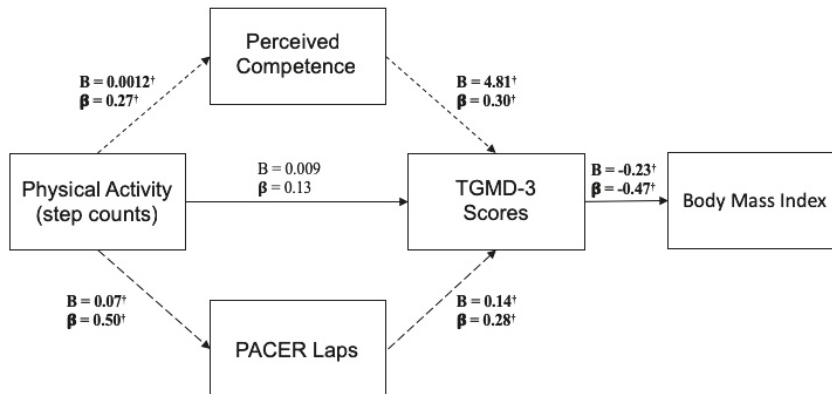 Perceived
Competence
B = 0.0012†
β = 0.27†
B = 4.81†
β = 0.30†
Physical Activity
(step counts)
B = 0.009
β = 0.13
TGMD-3
Scores
B = -0.23†
β = -0.47†
Body Mass Index
B = 0.07†
β = 0.50†
PACER Laps
B = 0.14†
β = 0.28†